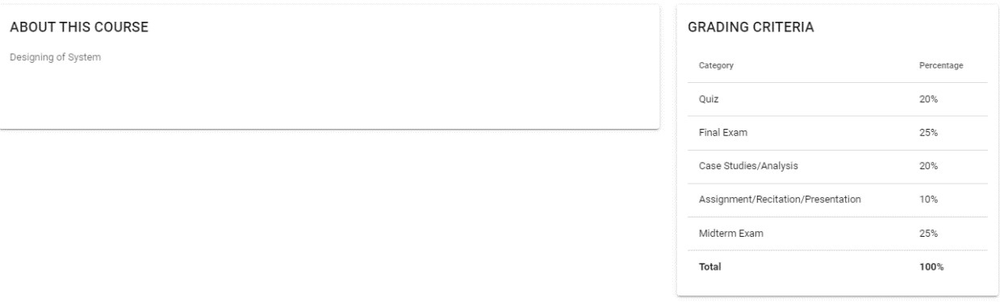 ABOUT THIS COURSE
Designing of System
GRADING CRITERIA
Category Percentage
Quiz 20%
Final Exam 25%
Case Studies/Analysis 20%
Assignment/Recitation/Presentation 10%
Midterm Exam 25%
Total 100%